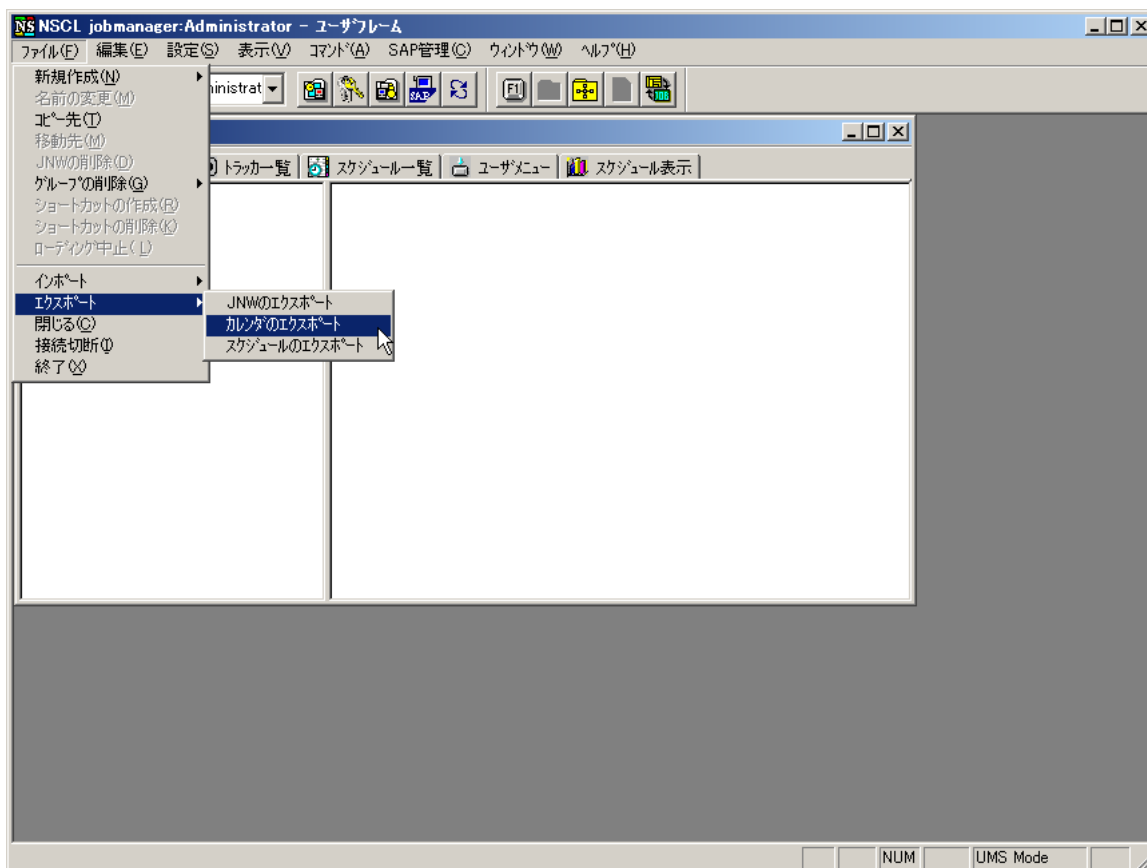 NS NSCL jobmanager:Administrator - ユーザフレーム
ファイル(F) 編集(E) 設定(S) 表示(V) コマンド(A) SAP管理(C) ウィンドウ(W) ヘルプ(H)
新規作成(N)
名前の変更(M)
コピー先(T)
移動先(M)
JNWの削除(D)
グループの削除(G)
ショートカットの作成(R)
ショートカットの削除(K)
ローディング中止(L)
インポート
エクスポート
閉じる(C)
接続切断(I)
終了(X)
JNWのエクスポート
カレンダのエクスポート
スケジュールのエクスポート
inistrat
SAP
F1
JOB
トラッカ一覧 スケジュール一覧 ユーザメニュー スケジュール表示
NUM UMS Mode